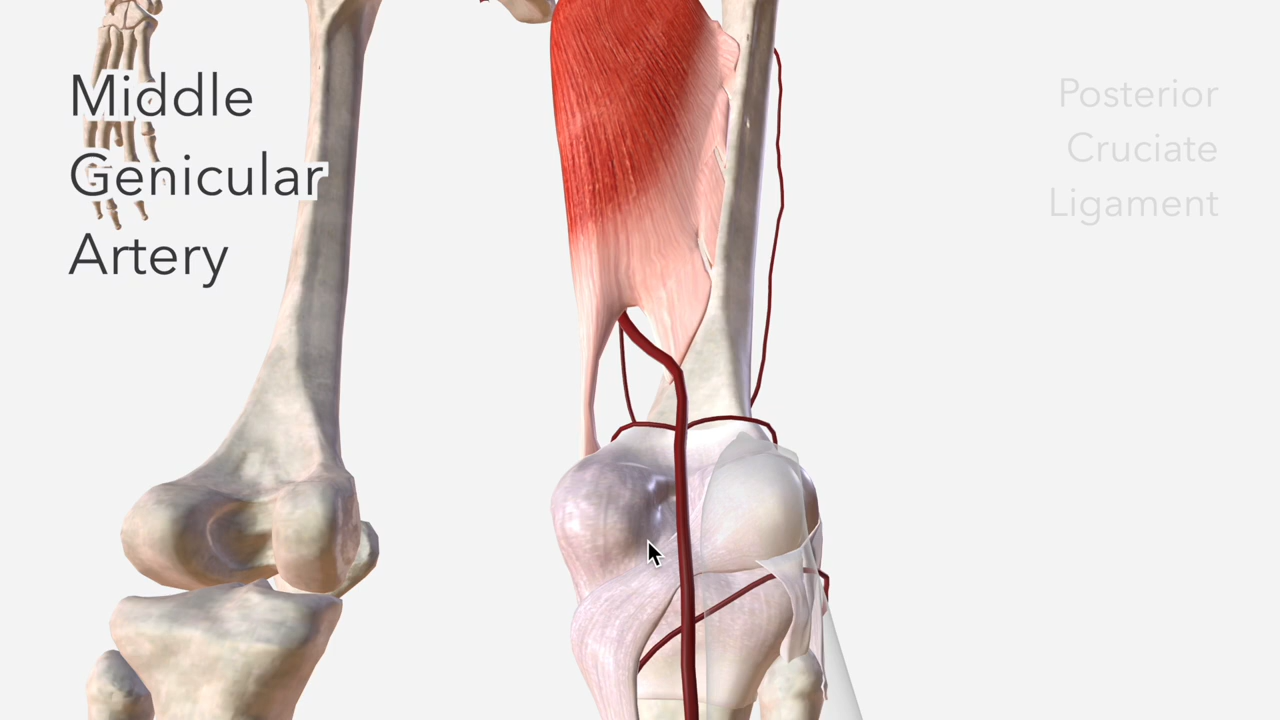 Middle
Genicular
Artery
Posterior
Cruciate
Ligament